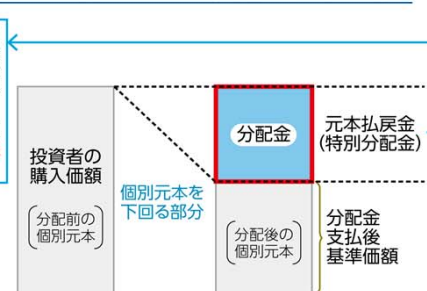 投資者の
購入価額
(分配前の
個別元本)
個別元本を
下回る部分
分配金
元本払戻金
(特別分配金)
(分配後の
個別元本)
分配金
支払後
基準価額